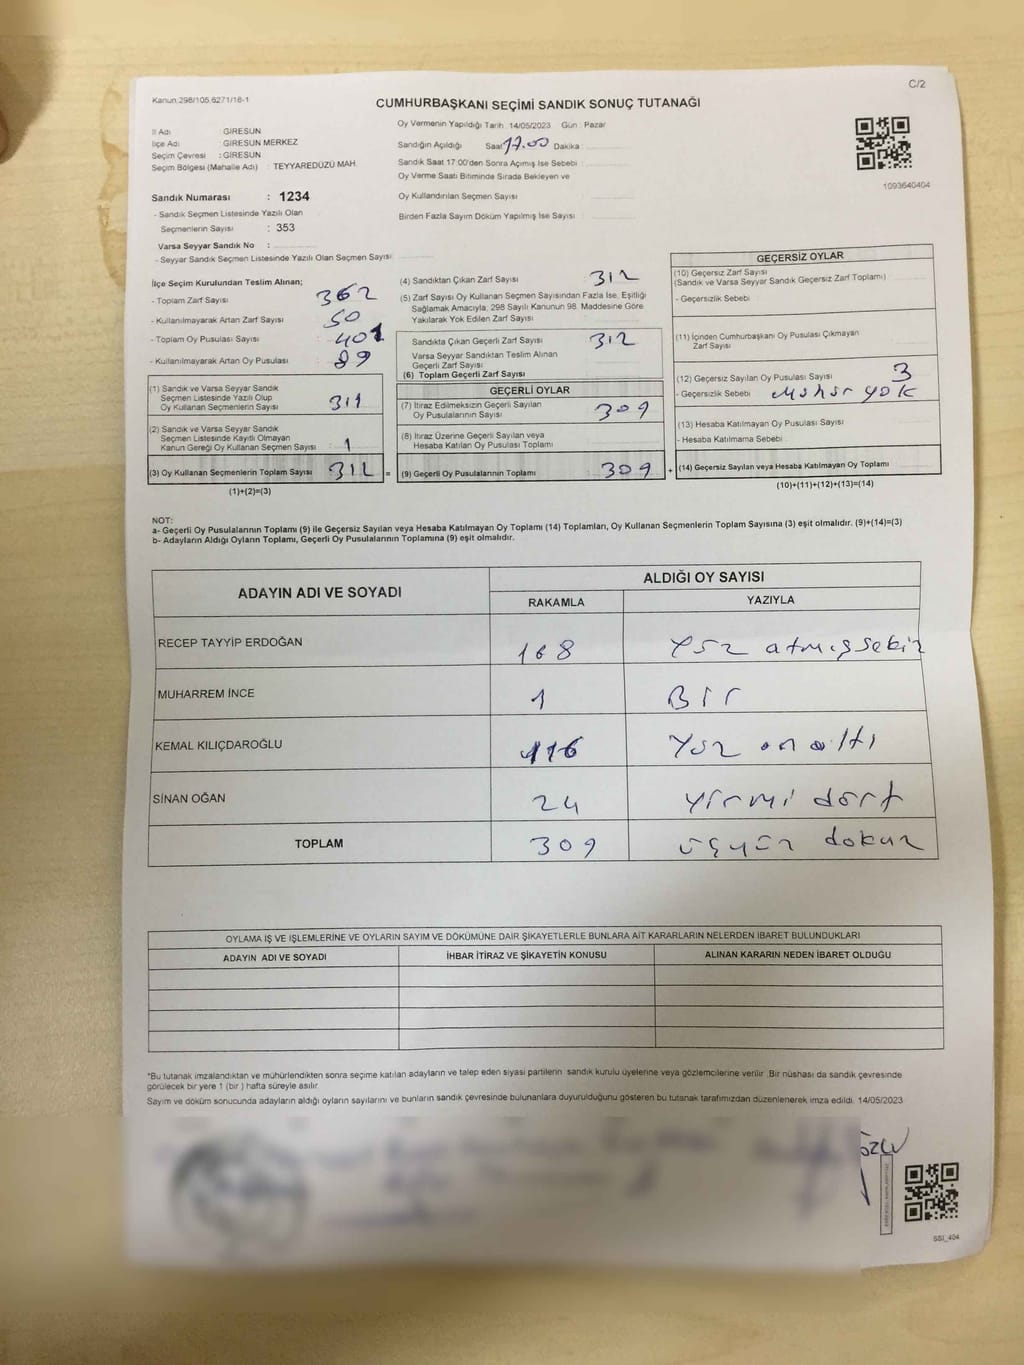 C/2
Kanun:298/105,6271/16-1
CUMHURBAŞKANI SEÇİMİ SANDIK SONUÇ TUTANAĞI
İl Adı : GİRESUN
İlçe Adı : GİRESUN MERKEZ
Seçim Çevresi : GİRESUN
Seçim Bölgesi (Mahalle Adı) : TEYYAREDÜZÜ MAH.
Sandık Numarası : 1234
- Sandık Seçmen Listesinde Yazılı Olan
Seçmenlerin Sayısı : 353
Varsa Seyyar Sandık No :
- Seyyar Sandık Seçmen Listesinde Yazılı Olan Seçmen Sayısı:
Oy Vermenin Yapıldığı Tarih : 14/05/2023 Gün : Pazar
Sandığın Açıldığı Saat 17.00 Dakika
Sandık Saat 17:00'den Sonra Açımış İse Sebebi
Oy Verme Saati Bitiminde Sırada Bekleyen ve
Oy Kullandırılan Seçmen Sayısı
Birden Fazla Sayım Döküm Yapılmış İse Sayısı
1093640404
İlçe Seçim Kurulundan Teslim Alınan;
- Toplam Zarf Sayısı : 362
- Kullanılmayarak Artan Zarf Sayısı : 50
- Toplam Oy Pusulası Sayısı : 401
- Kullanılmayarak Artan Oy Pusulası : 89
(1) Sandık ve Varsa Seyyar Sandık
Seçmen Listesinde Yazılı Olup
Oy Kullanan Seçmenlerin Sayısı 311
(2) Sandık ve Varsa Seyyar Sandık
Seçmen Listesinde Kayıtlı Olmayan
Kanun Gereği Oy Kullanan Seçmen Sayısı 1
(3) Oy Kullanan Seçmenlerin Toplam Sayısı 312 =
(1)+(2)=(3)
(4) Sandıktan Çıkan Zarf Sayısı 312
(5) Zarf Sayısı Oy Kullanan Seçmen Sayısından Fazla İse, Eşitliği
Sağlamak Amacıyla; 298 Sayılı Kanunun 98. Maddesine Göre
Yakılarak Yok Edilen Zarf Sayısı
Sandıkta Çıkan Geçerli Zarf Sayısı 312
Varsa Seyyar Sandıktan Teslim Alınan
Geçerli Zarf Sayısı
(6) Toplam Geçerli Zarf Sayısı
GEÇERLİ OYLAR
(7) İtiraz Edilmeksizin Geçerli Sayılan
Oy Pusulalarının Sayısı 309
(8) İtiraz Üzerine Geçerli Sayılan veya
Hesaba Katılan Oy Pusulası Toplamı
(9) Geçerli Oy Pusulalarının Toplamı 309 +
GEÇERSİZ OYLAR
(10) Geçersiz Zarf Sayısı
(Sandık ve Varsa Seyyar Sandık Geçersiz Zarf Toplamı)
- Geçersizlik Sebebi :
(11) İçinden Cumhurbaşkanı Oy Pusulası Çıkmayan
Zarf Sayısı
(12) Geçersiz Sayılan Oy Pusulası Sayısı 3
- Geçersizlik Sebebi : Mühür yok
(13) Hesaba Katılmayan Oy Pusulası Sayısı
- Hesaba Katılmama Sebebi :
(14) Geçersiz Sayılan veya Hesaba Katılmayan Oy Toplamı
(10)+(11)+(12)+(13)=(14)
NOT:
a- Geçerli Oy Pusulalarının Toplamı (9) ile Geçersiz Sayılan veya Hesaba Katılmayan Oy Toplamı (14) Toplamları, Oy Kullanan Seçmenlerin Toplam Sayısına (3) eşit olmalıdır. (9)+(14)=(3)
b- Adayların Aldığı Oyların Toplamı, Geçerli Oy Pusulalarının Toplamına (9) eşit olmalıdır.
ADAYIN ADI VE SOYADI ALDIĞI OY SAYISI
RAKAMLA YAZIYLA
RECEP TAYYİP ERDOĞAN 168 Yüz atmışsekiz
MUHARREM İNCE 1 Bir
KEMAL KILIÇDAROĞLU 116 Yüz on altı
SİNAN OĞAN 24 Yirmi dört
TOPLAM 309 üçyüz dokuz
OYLAMA İŞ VE İŞLEMLERİNE VE OYLARIN SAYIM VE DÖKÜMÜNE DAİR ŞİKAYETLERLE BUNLARA AİT KARARLARIN NELERDEN İBARET BULUNDUKLARI
ADAYIN ADI VE SOYADI İHBAR İTİRAZ VE ŞİKAYETİN KONUSU ALINAN KARARIN NEDEN İBARET OLDUĞU
*Bu tutanak imzalandıktan ve mühürlendikten sonra seçime katılan adayların ve talep eden siyasi partilerin sandık kurulu üyelerine veya gözlemcilerine verilir. Bir nüshası da sandık çevresinde
görülecek bir yere 1 (bir) hafta süreyle asılır.
Sayım ve döküm sonucunda adayların aldığı oyların sayılarını ve bunların sandık çevresinde bulunanlara duyurulduğunu gösteren bu tutanak tarafımızdan düzenlenerek imza edildi. 14/05/2023
SSI_404